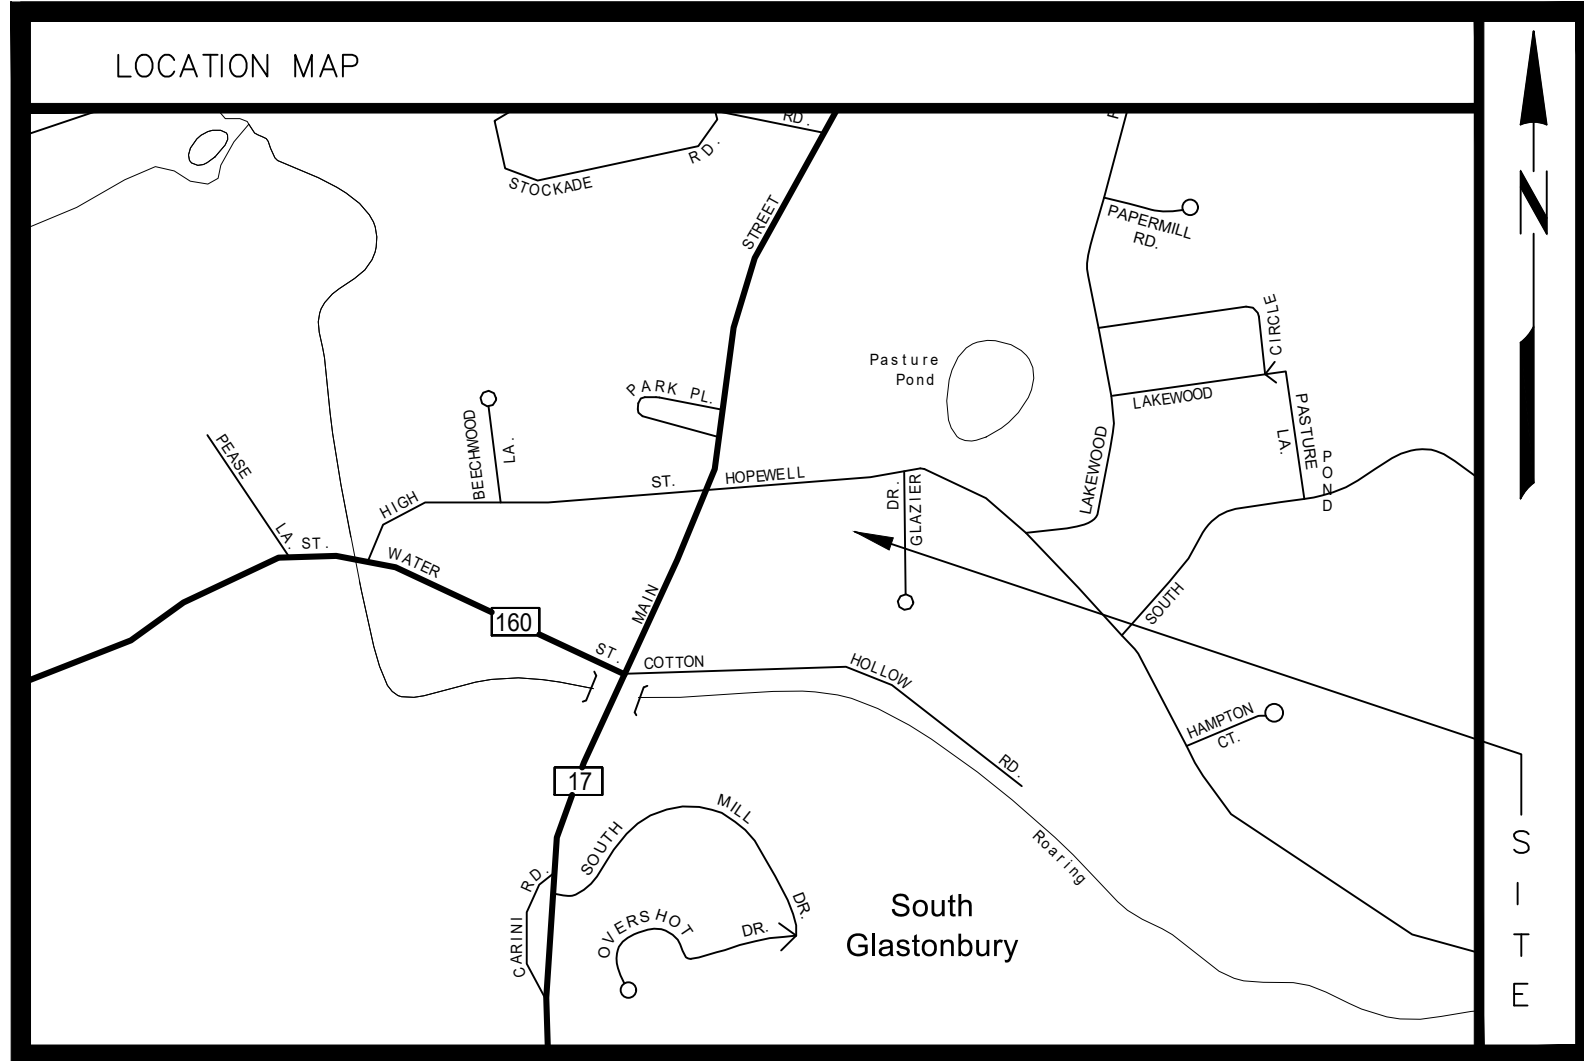 LOCATION MAP
N
RD.
STOCKADE RD.
STREET
PAPERMILL
RD.
CIRCLE
Pasture
Pond
PARK PL.
LAKEWOOD
PASTURE
LA.
BEECHWOOD
LA.
PEASE
LA.
LAKEWOOD
POND
HIGH
ST.
HOPEWELL
DR.
GLAZIER
ST.
WATER
160
MAIN
SOUTH
ST.
COTTON
HOLLOW
RD.
HAMPTON
CT.
17
SOUTH
MILL
DR.
Roaring
RD.
CARINI
OVERSHOT
DR.
South
Glastonbury
SITE